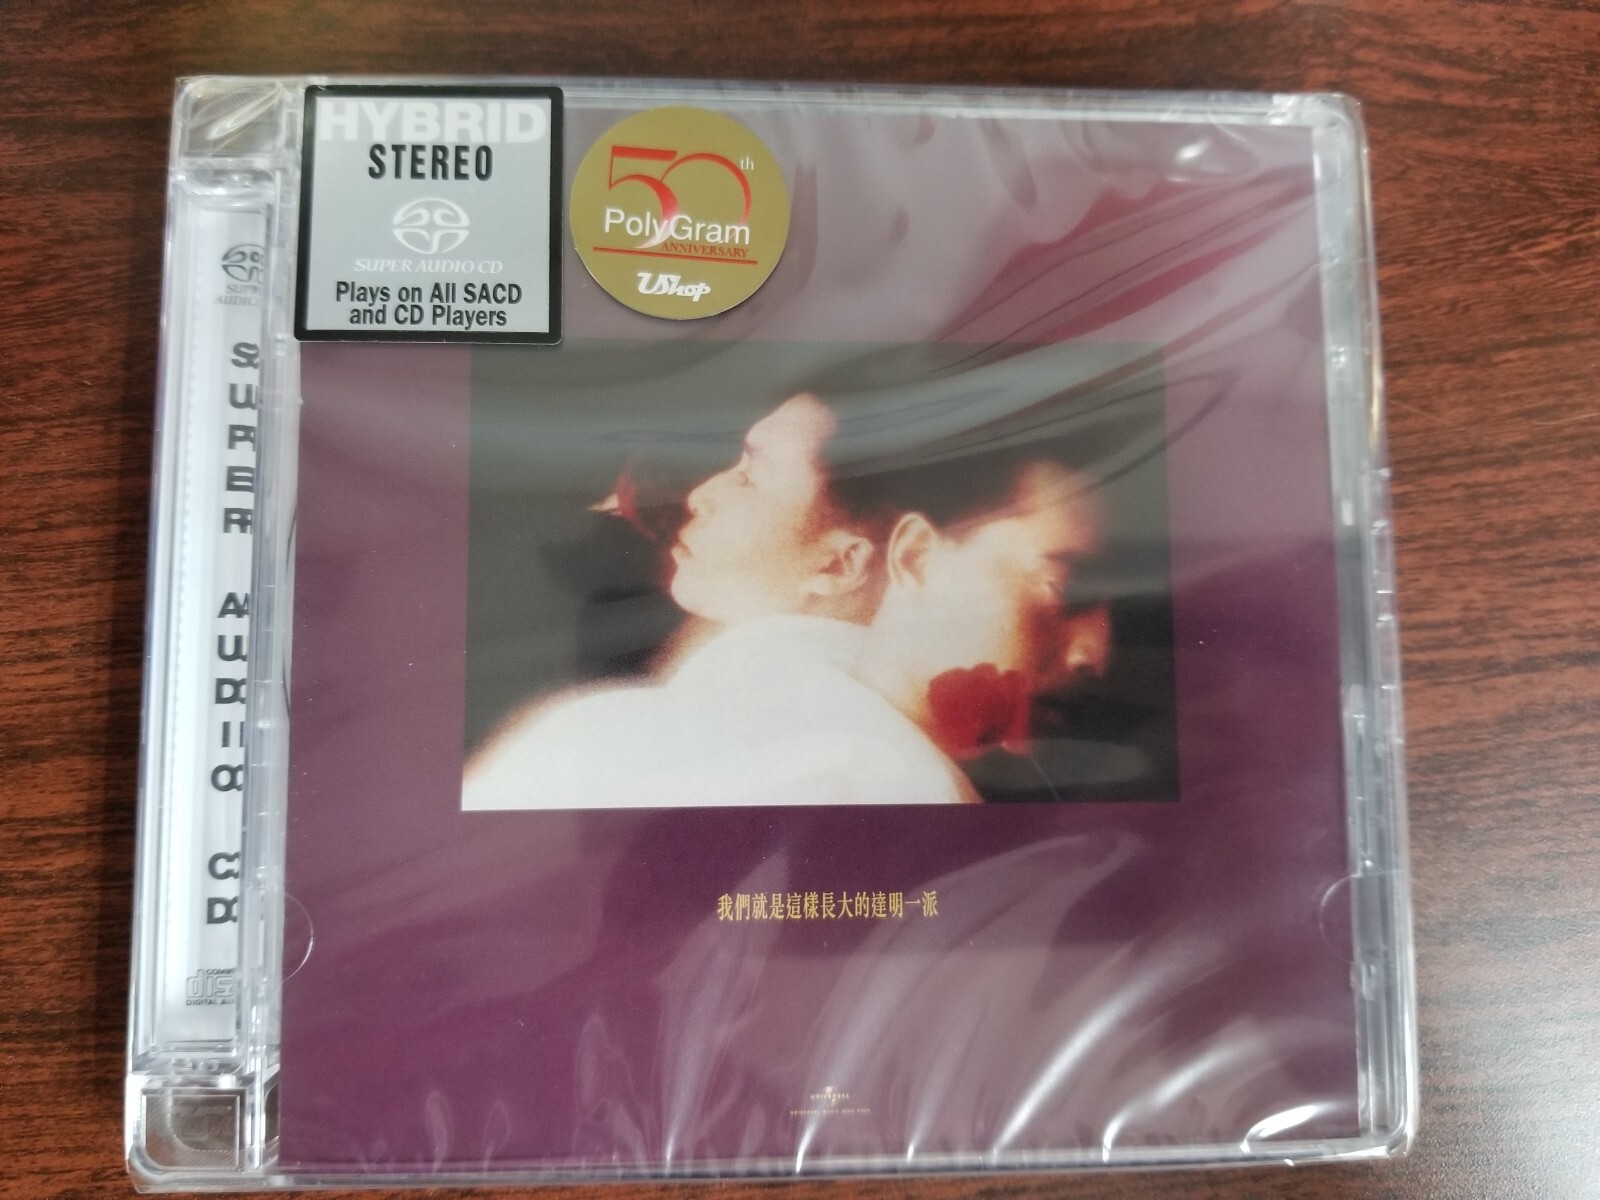 HYBRID
STEREO
SUPER AUDIO CD
Plays on All SACD
and CD Players
50th
PolyGram
ANNIVERSARY
UShop
SUPER AUDIO CD
我們就是這樣長大的達明一派
UNIVERSAL